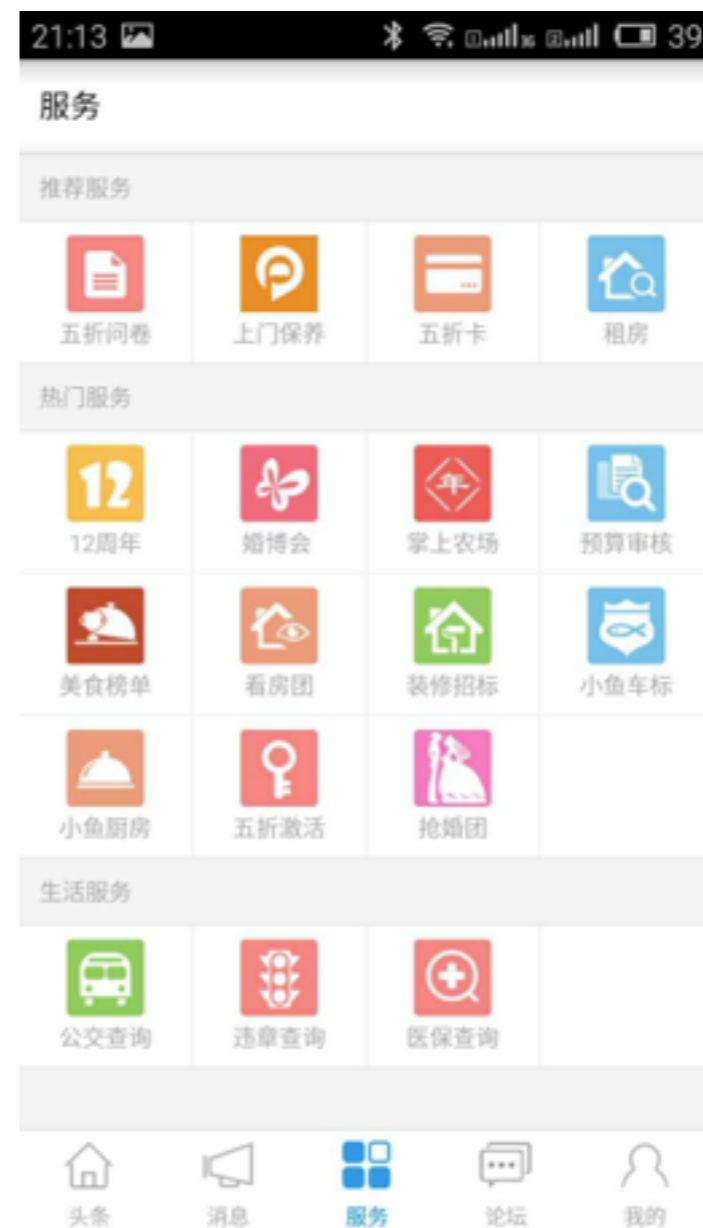 21:13 39
服务
推荐服务
五折问卷 上门保养 五折卡 租房
热门服务
12 年
12周年 婚博会 掌上农场 预算审核
美食榜单 看房团 装修招标 小鱼车标
小鱼厨房 五折激活 抢婚团
生活服务
公交查询 违章查询 医保查询
头条 消息 服务 论坛 我的